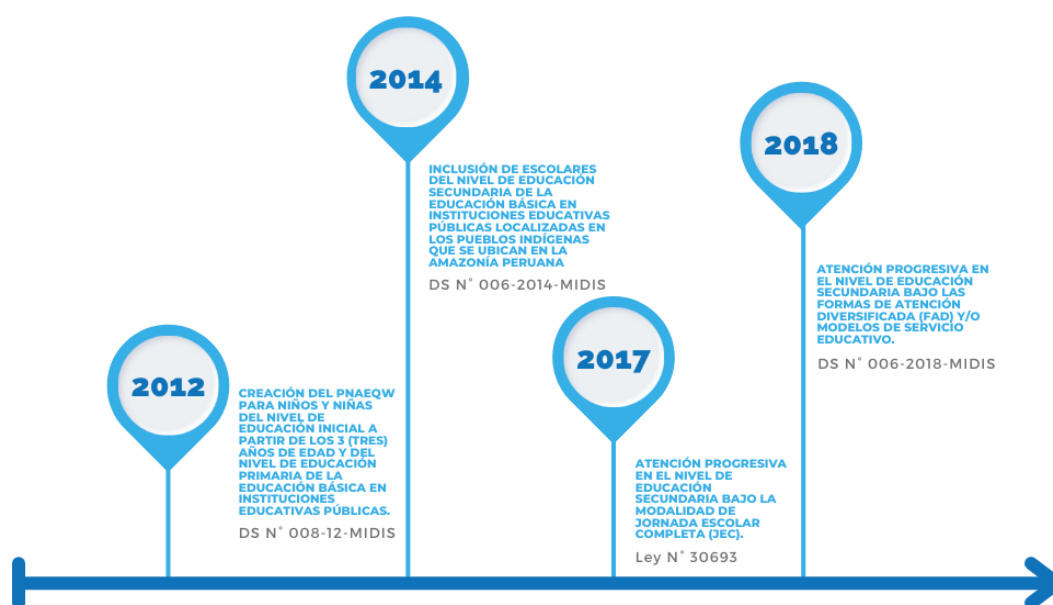 2012
CREACIÓN DEL PNAEQW
PARA NIÑOS Y NIÑAS
DEL NIVEL DE
EDUCACIÓN INICIAL A
PARTIR DE LOS 3 (TRES)
AÑOS DE EDAD Y DEL
NIVEL DE EDUCACIÓN
PRIMARIA DE LA
EDUCACIÓN BÁSICA EN
INSTITUCIONES
EDUCATIVAS PÚBLICAS.
DS N° 008-12-MIDIS
2014
INCLUSIÓN DE ESCOLARES
DEL NIVEL DE EDUCACIÓN
SECUNDARIA DE LA
EDUCACIÓN BÁSICA EN
INSTITUCIONES EDUCATIVAS
PÚBLICAS LOCALIZADAS EN
LOS PUEBLOS INDÍGENAS
QUE SE UBICAN EN LA
AMAZONÍA PERUANA
DS N° 006-2014-MIDIS
2017
ATENCIÓN PROGRESIVA
EN EL NIVEL DE
EDUCACIÓN
SECUNDARIA BAJO LA
MODALIDAD DE
JORNADA ESCOLAR
COMPLETA (JEC).
Ley N° 30693
2018
ATENCIÓN PROGRESIVA EN
EL NIVEL DE EDUCACIÓN
SECUNDARIA BAJO LAS
FORMAS DE ATENCIÓN
DIVERSIFICADA (FAD) Y/O
MODELOS DE SERVICIO
EDUCATIVO.
DS N° 006-2018-MIDIS